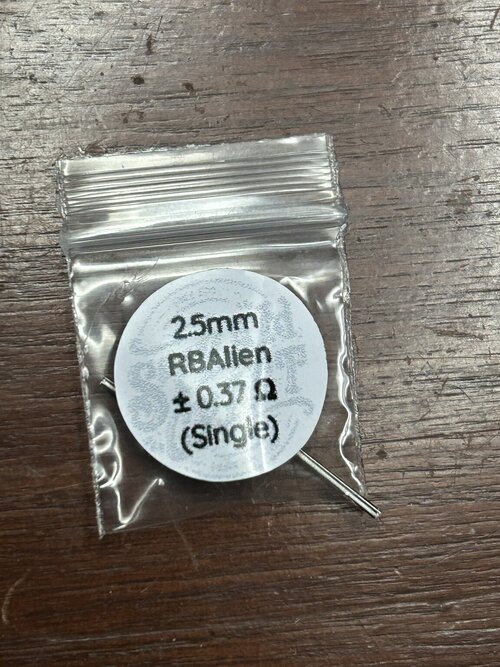 2.5mm
RBAlien
± 0.37 Ω
(Single)